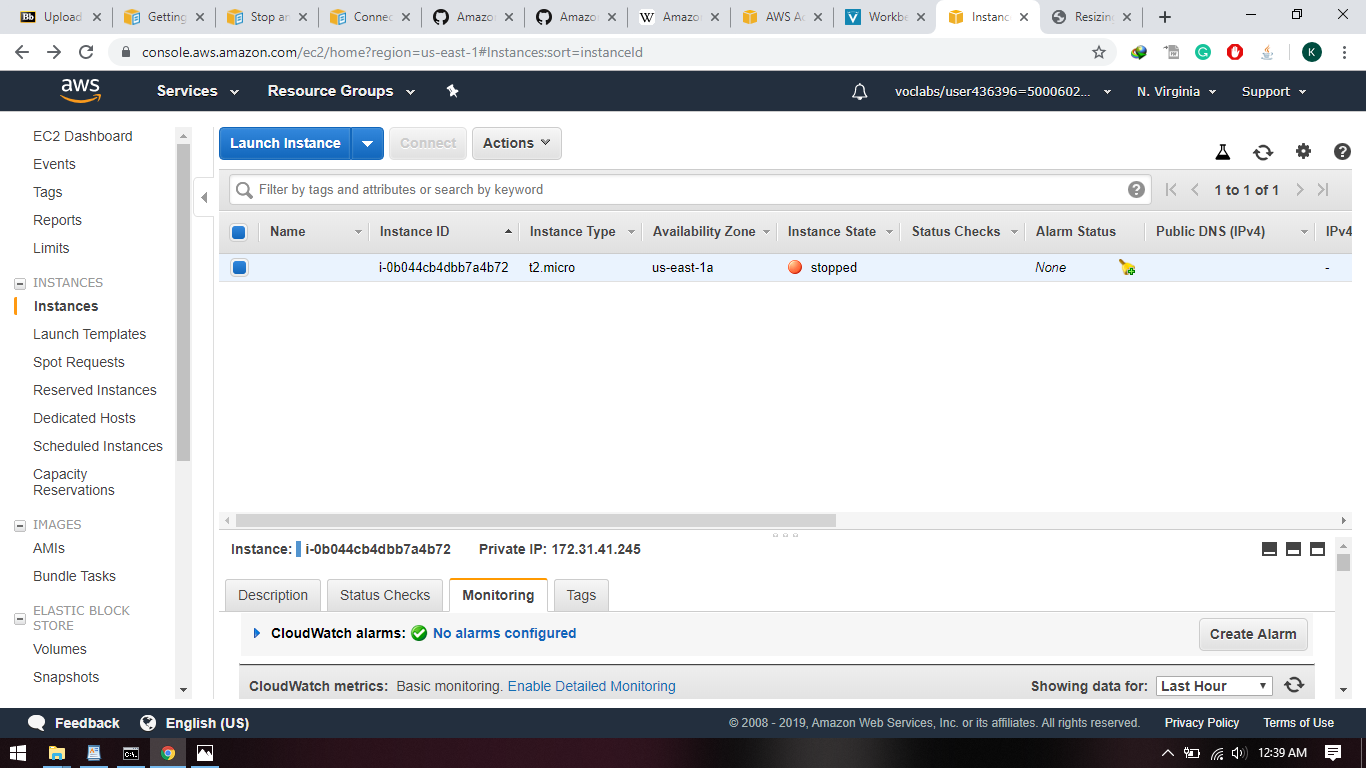 Bb Upload
Getting
Stop an
Connec
Amazo
Amazo
W Amazo
AWS Ac
Workbe
Instanc
Resizing
console.aws.amazon.com/ec2/home?region=us-east-1#Instances:sort=instanceId
K
aws Services Resource Groups voclabs/user436396=5000602... N. Virginia Support
EC2 Dashboard
Events
Tags
Reports
Limits
INSTANCES
Instances
Launch Templates
Spot Requests
Reserved Instances
Dedicated Hosts
Scheduled Instances
Capacity
Reservations
IMAGES
AMIs
Bundle Tasks
ELASTIC BLOCK
STORE
Volumes
Snapshots
Launch Instance Connect Actions
Filter by tags and attributes or search by keyword
1 to 1 of 1
Name Instance ID Instance Type Availability Zone Instance State Status Checks Alarm Status Public DNS (IPv4) IPv4
i-0b044cb4dbb7a4b72 t2.micro us-east-1a stopped None -
Instance: i-0b044cb4dbb7a4b72 Private IP: 172.31.41.245
Description Status Checks Monitoring Tags
CloudWatch alarms: No alarms configured Create Alarm
CloudWatch metrics: Basic monitoring. Enable Detailed Monitoring Showing data for: Last Hour
Feedback English (US) © 2008 - 2019, Amazon Web Services, Inc. or its affiliates. All rights reserved. Privacy Policy Terms of Use
12:39 AM